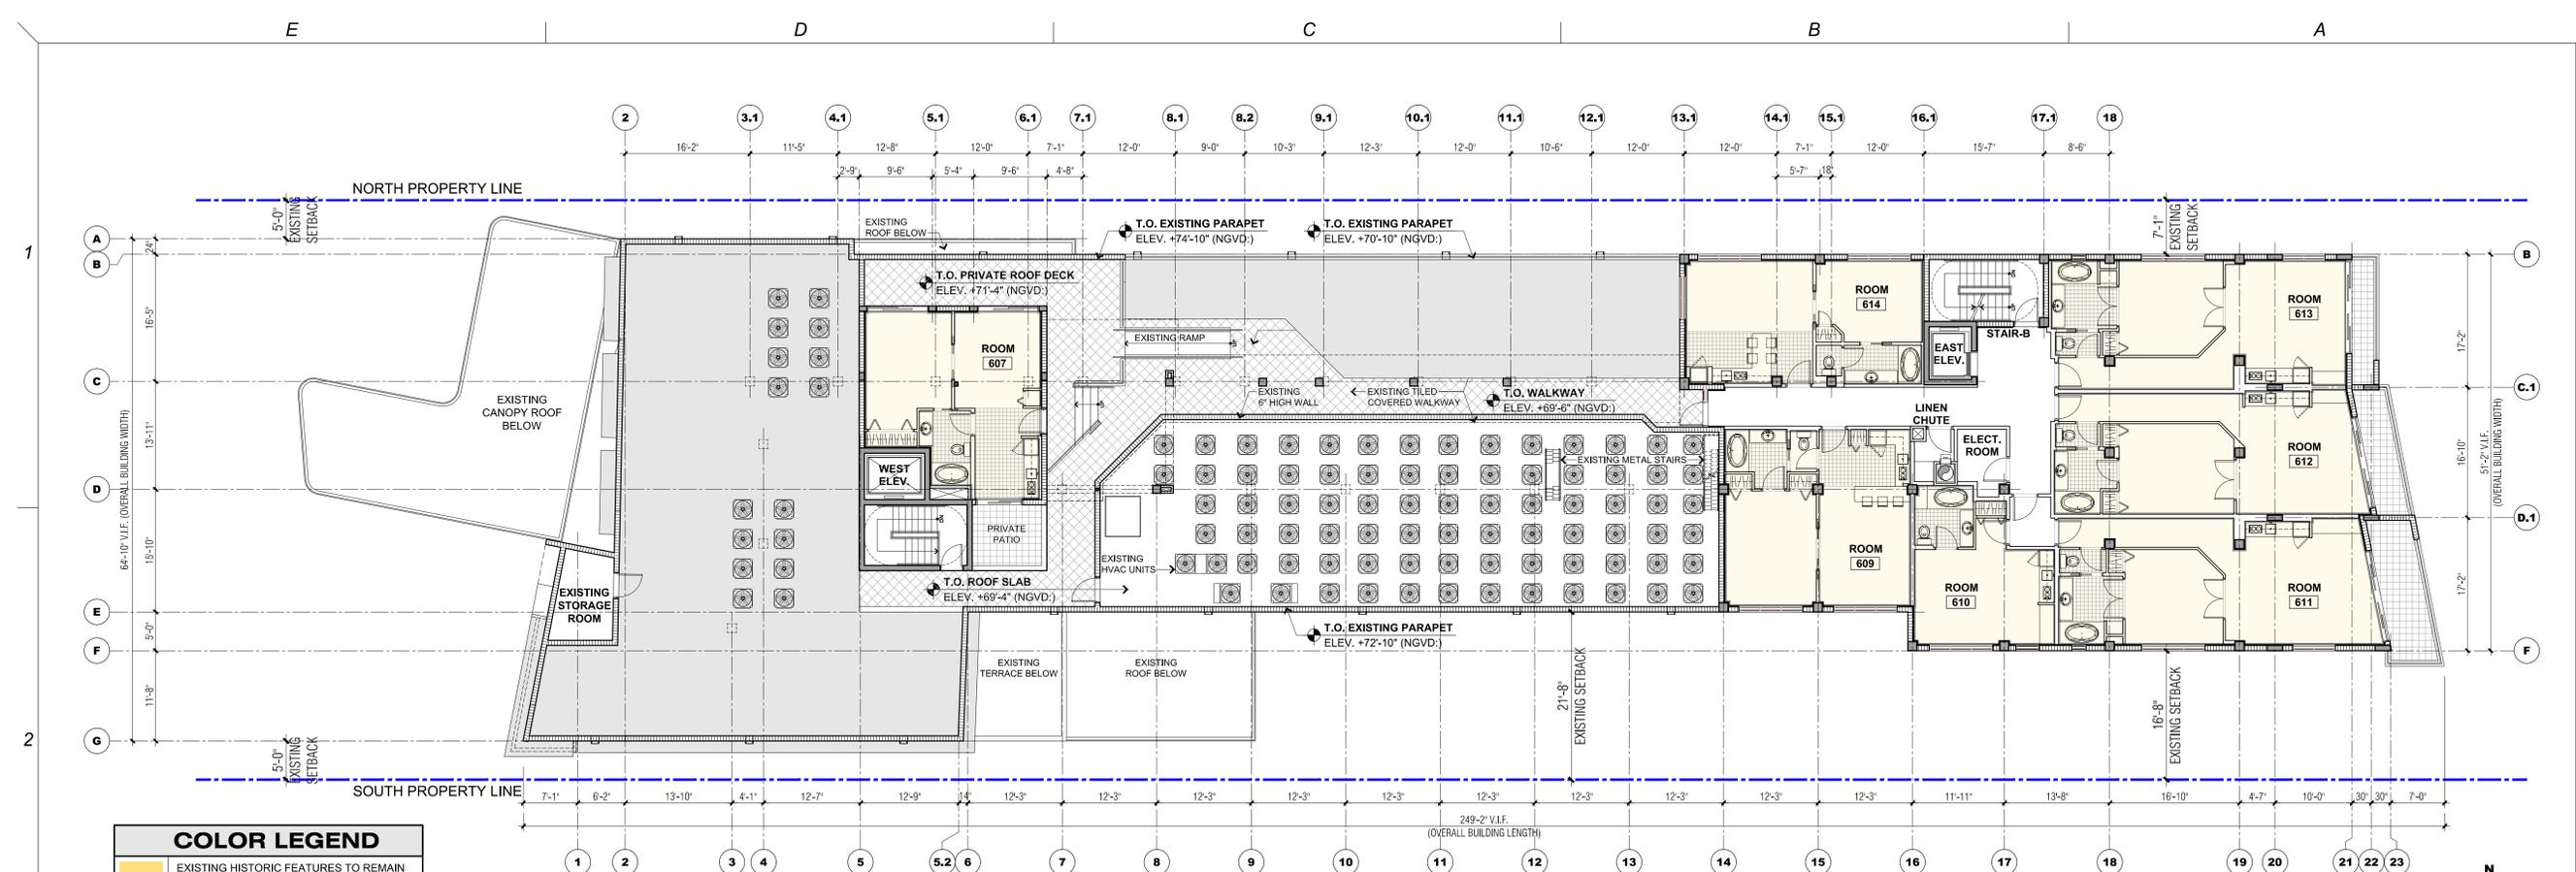 E
D
C
B
A
2
3.1
4.1
5.1
6.1
7.1
8.1
8.2
9.1
10.1
11.1
12.1
13.1
14.1
15.1
16.1
17.1
18
16'-2"
11'-5"
12'-8"
12'-0"
7'-1"
12'-0"
9'-0"
10'-3"
12'-3"
12'-0"
10'-6"
12'-0"
12'-0"
7'-1"
12'-0"
15'-7"
8'-6"
2'-9"
9'-6"
5'-4"
9'-6"
4'-8"
5'-7"
18"
NORTH PROPERTY LINE
5'-0"
EXISTING
SETBACK
7'-1"
EXISTING
SETBACK
1
A
B
C
D
E
F
G
2
24"
16'-5"
13'-11"
15'-10"
5'-0"
11'-8"
64'-10" V.I.F. (OVERALL BUILDING WIDTH)
EXISTING
ROOF BELOW
T.O. EXISTING PARAPET
ELEV. +74'-10" (NGVD:)
T.O. EXISTING PARAPET
ELEV. +70'-10" (NGVD:)
T.O. PRIVATE ROOF DECK
ELEV. +71'-4" (NGVD:)
EXISTING RAMP
ROOM
607
EXISTING
CANOPY ROOF
BELOW
EXISTING
6" HIGH WALL
EXISTING TILED
COVERED WALKWAY
T.O. WALKWAY
ELEV. +69'-6" (NGVD:)
ROOM
614
STAIR-B
EAST
ELEV.
ROOM
613
LINEN
CHUTE
ELECT.
ROOM
ROOM
612
WEST
ELEV.
EXISTING METAL STAIRS
PRIVATE
PATIO
EXISTING
HVAC UNITS
T.O. ROOF SLAB
ELEV. +69'-4" (NGVD:)
EXISTING
STORAGE
ROOM
ROOM
609
ROOM
610
ROOM
611
T.O. EXISTING PARAPET
ELEV. +72'-10" (NGVD:)
EXISTING
TERRACE BELOW
EXISTING
ROOF BELOW
B
C.1
D.1
F
17'-2"
16'-10"
17'-2"
51'-2" V.I.F.
(OVERALL BUILDING WIDTH)
21'-8"
EXISTING SETBACK
16'-8"
EXISTING SETBACK
5'-0"
EXISTING
SETBACK
SOUTH PROPERTY LINE
7'-1"
6'-2"
13'-10"
4'-1"
12'-7"
12'-9"
14"
12'-3"
12'-3"
12'-3"
12'-3"
12'-3"
12'-3"
12'-3"
12'-3"
12'-3"
12'-3"
11'-11"
13'-8"
16'-10"
4'-7"
10'-0"
30"
30"
7'-0"
249'-2" V.I.F.
(OVERALL BUILDING LENGTH)
1
2
3
4
5
5.2
6
7
8
9
10
11
12
13
14
15
16
17
18
19
20
21
22
23
COLOR LEGEND
EXISTING HISTORIC FEATURES TO REMAIN
N